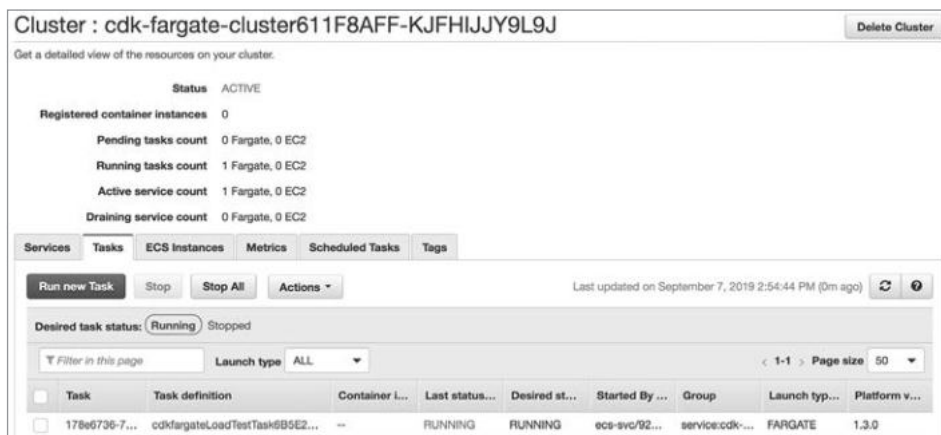 Cluster : cdk-fargate-cluster611F8AFF-KJFHIJJY9L9J
Delete Cluster
Get a detailed view of the resources on your cluster.
Status ACTIVE
Registered container instances 0
Pending tasks count 0 Fargate, 0 EC2
Running tasks count 1 Fargate, 0 EC2
Active service count 1 Fargate, 0 EC2
Draining service count 0 Fargate, 0 EC2
Services Tasks ECS Instances Metrics Scheduled Tasks Tags
Run new Task Stop Stop All Actions
Last updated on September 7, 2019 2:54:44 PM (0m ago)
Desired task status: Running Stopped
Filter in this page Launch type ALL < 1-1 > Page size 50
Task Task definition Container i... Last status... Desired st... Started By ... Group Launch typ... Platform v...
178e6736-7... cdkfargateLoadTestTask6B5E2... -- RUNNING RUNNING ecs-svc/92... service:cdk-... FARGATE 1.3.0